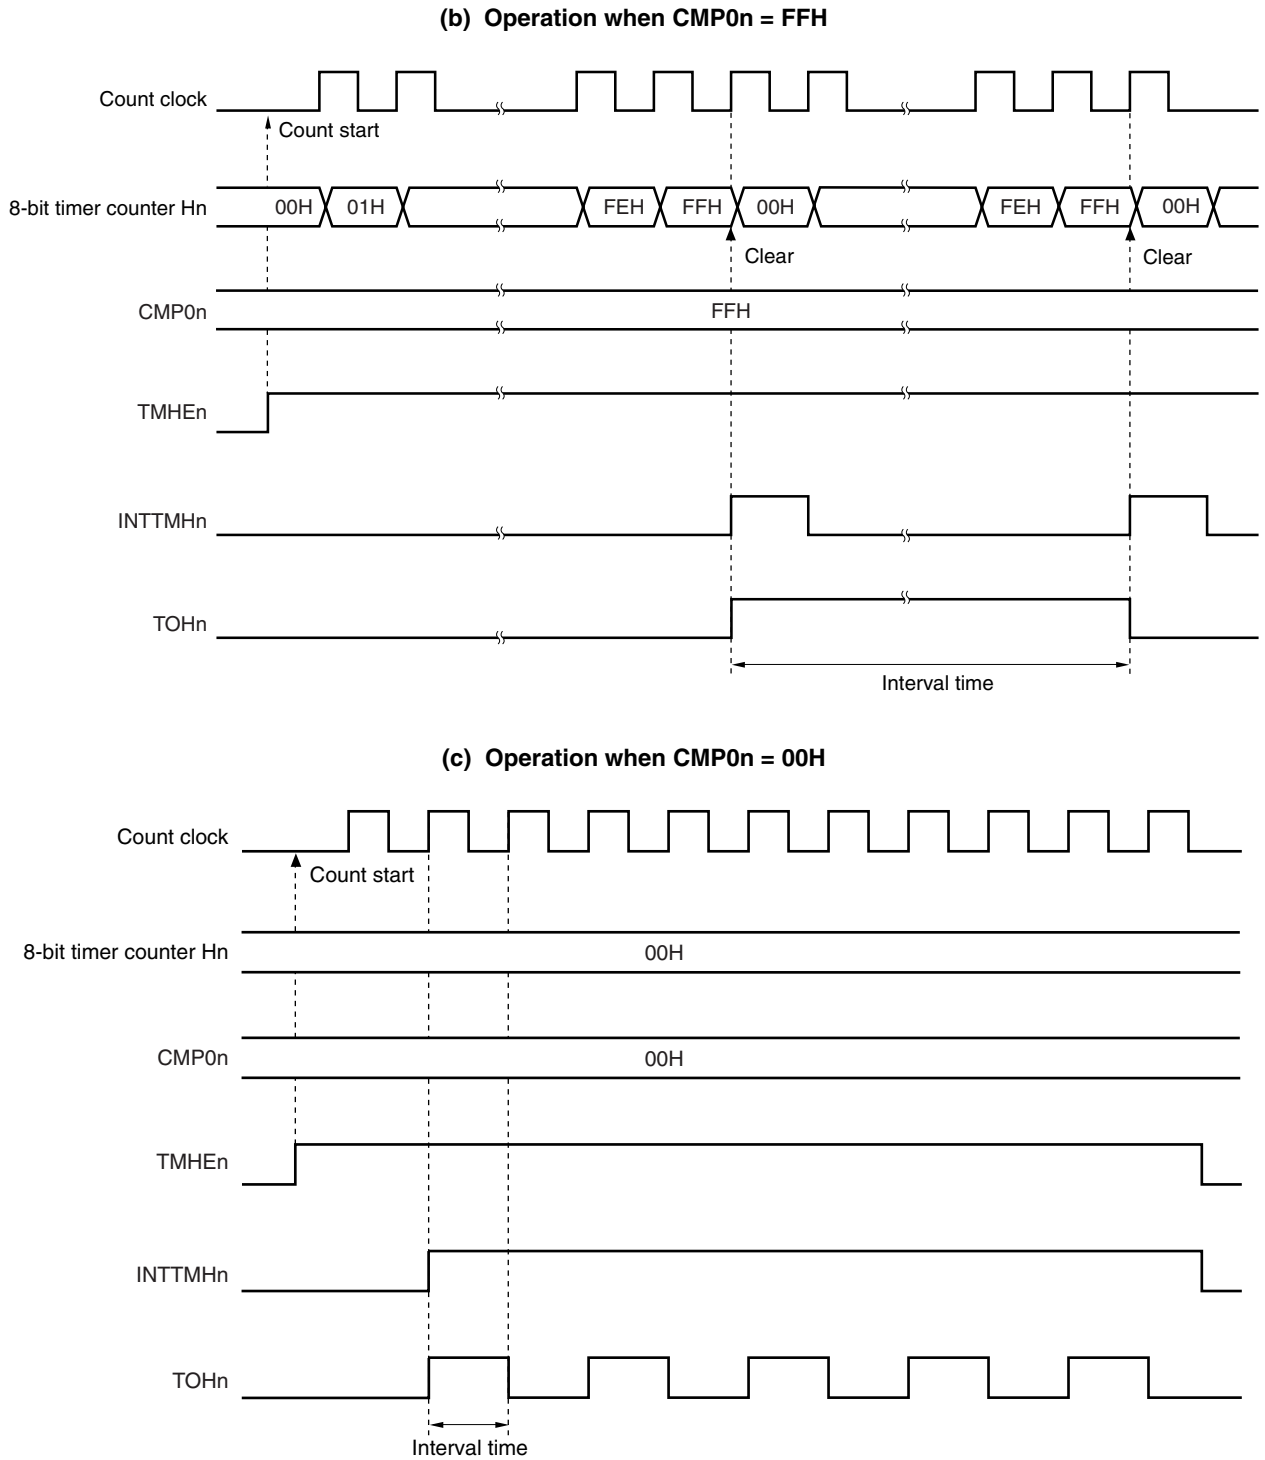 (b) Operation when CMP0n = FFH
Count clock
Count start
8-bit timer counter Hn
00H 01H FEH FFH 00H FEH FFH 00H
Clear Clear
CMP0n
FFH
TMHEn
INTTMHn
TOHn
Interval time
(c) Operation when CMP0n = 00H
Count clock
Count start
8-bit timer counter Hn
00H
CMP0n
00H
TMHEn
INTTMHn
TOHn
Interval time